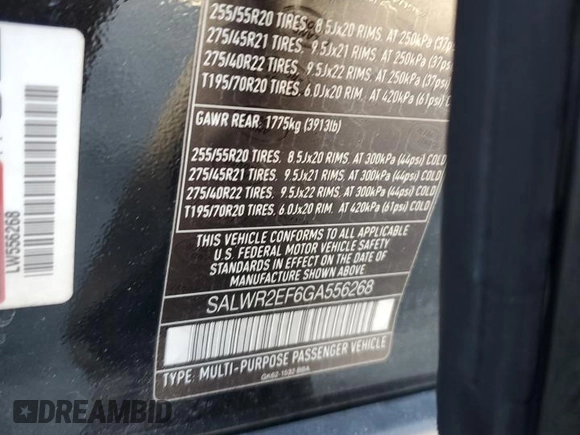 255/55R20 TIRES. 8.5Jx20 RIMS. AT 250kPa (37psi)
275/45R21 TIRES. 9.5Jx21 RIMS. AT 250kPa (37psi)
275/40R22 TIRES. 9.5Jx22 RIMS. AT 250kPa (37psi)
T195/70R20 TIRES. 6.0Jx20 RIM. AT 420kPa (61psi)
GAWR REAR: 1775kg (3913lb)
255/55R20 TIRES. 8.5Jx20 RIMS. AT 300kPa (44psi) COLD
275/45R21 TIRES. 9.5Jx21 RIMS. AT 300kPa (44psi) COLD
275/40R22 TIRES. 9.5Jx22 RIMS. AT 300kPa (44psi) COLD
T195/70R20 TIRES. 6.0Jx20 RIM. AT 420kPa (61psi) COLD
THIS VEHICLE CONFORMS TO ALL APPLICABLE
U.S. FEDERAL MOTOR VEHICLE SAFETY
STANDARDS IN EFFECT ON THE DATE OF
MANUFACTURE SHOWN ABOVE.
SALWR2EF6GA556268
TYPE: MULTI-PURPOSE PASSENGER VEHICLE
LW556268
DREAMBID